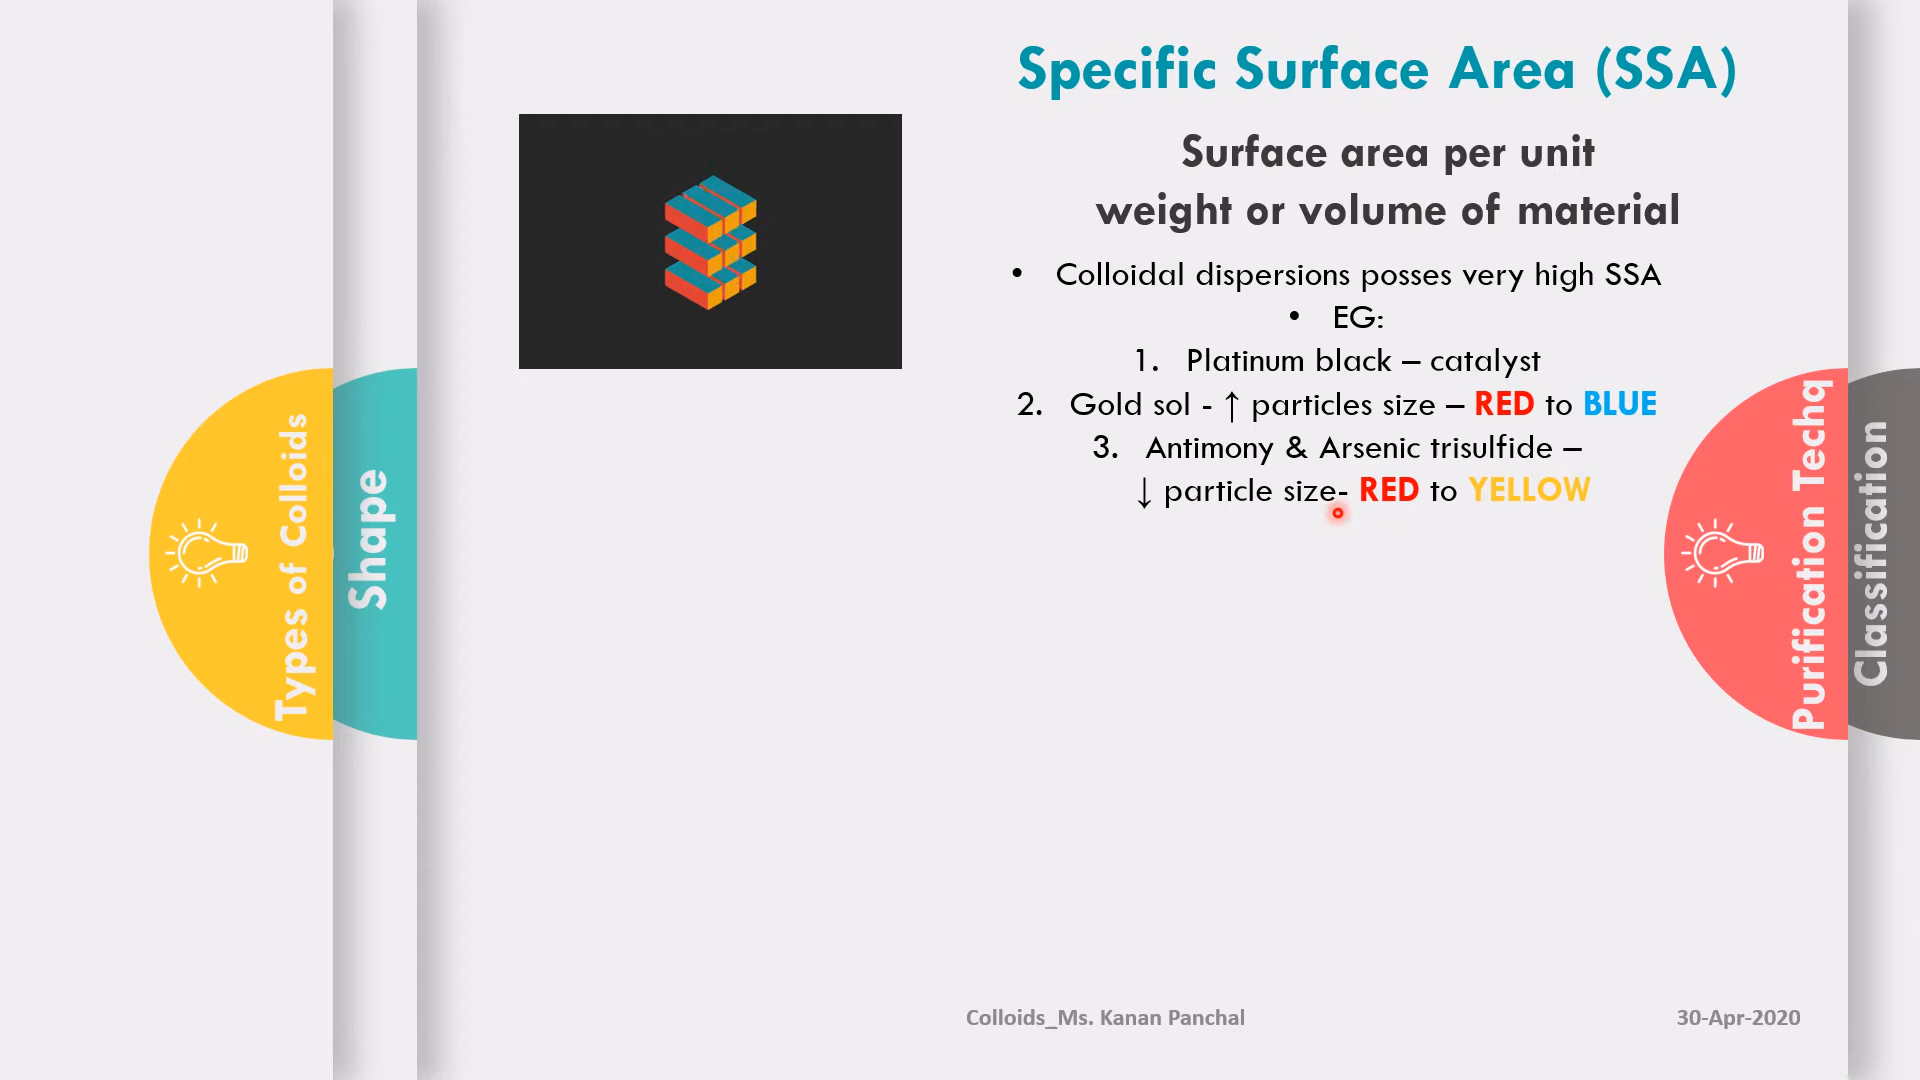 Specific Surface Area (SSA)
Surface area per unit
weight or volume of material
• Colloidal dispersions posses very high SSA
• EG:
1. Platinum black – catalyst
2. Gold sol - ↑ particles size – RED to BLUE
3. Antimony & Arsenic trisulfide –
↓ particle size- RED to YELLOW
Types of Colloids
Shape
Purification Techq
Classification
Colloids_Ms. Kanan Panchal
30-Apr-2020